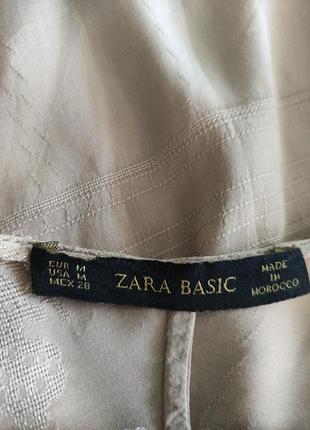 EUR M
USA M
MEX 28
ZARA BASIC
MADE
IN
MOROCCO